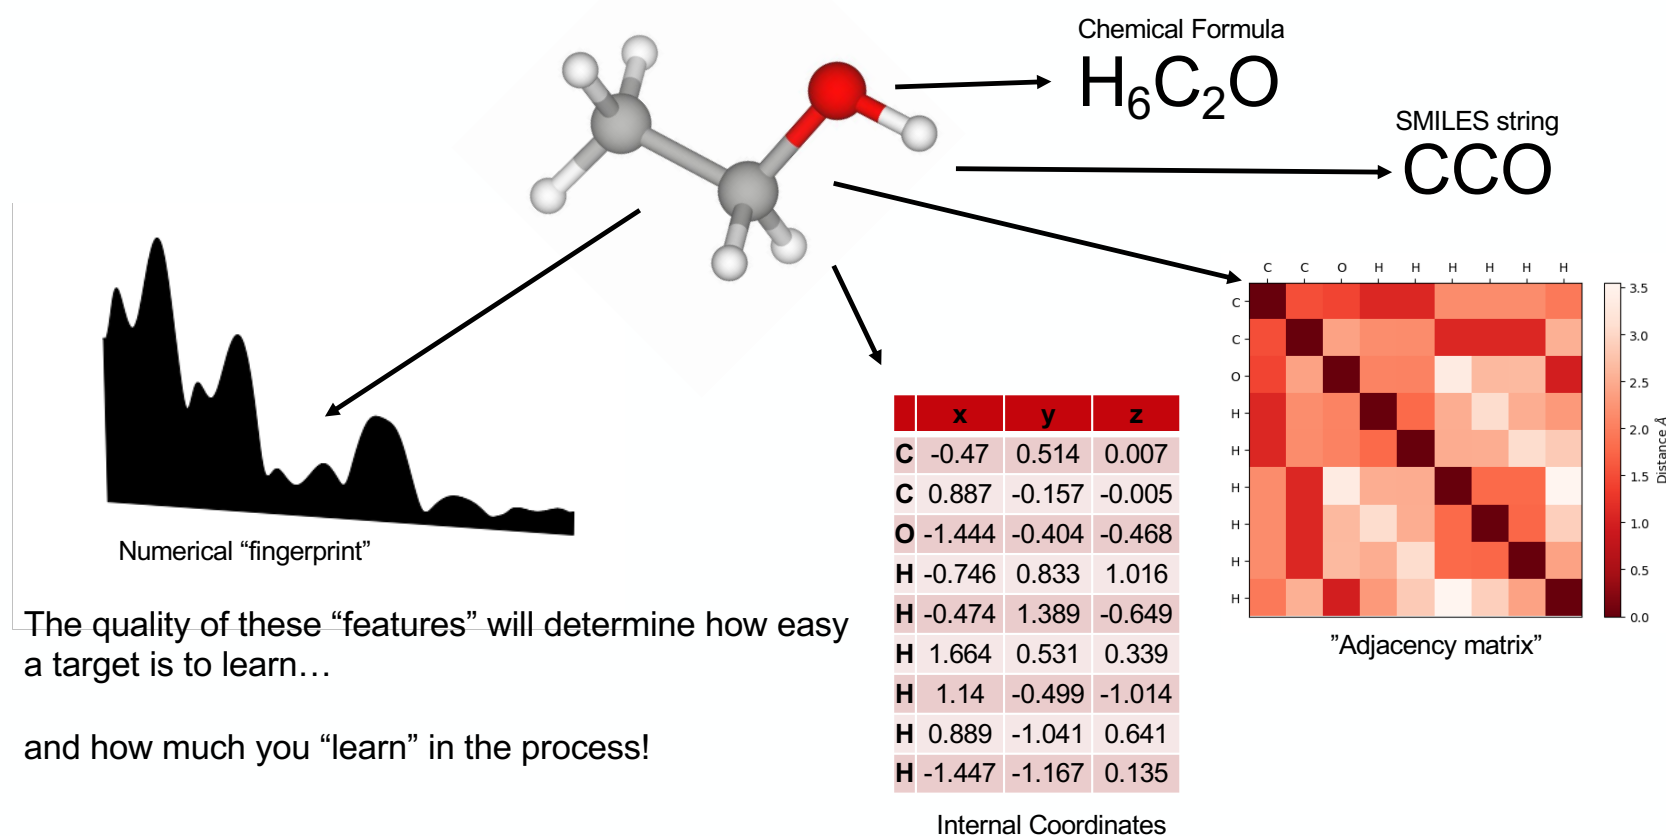 Chemical Formula
H₆C₂O
SMILES string
CCO
C C O H H H H H H
C
C
O
H
H
H
H
H
H
3.5
3.0
2.5
2.0
1.5
1.0
0.5
0.0
Distance Å
"Adjacency matrix"
Numerical “fingerprint”
The quality of these “features” will determine how easy
a target is to learn…
and how much you “learn” in the process!
x y z
C -0.47 0.514 0.007
C 0.887 -0.157 -0.005
O -1.444 -0.404 -0.468
H -0.746 0.833 1.016
H -0.474 1.389 -0.649
H 1.664 0.531 0.339
H 1.14 -0.499 -1.014
H 0.889 -1.041 0.641
H -1.447 -1.167 0.135
Internal Coordinates